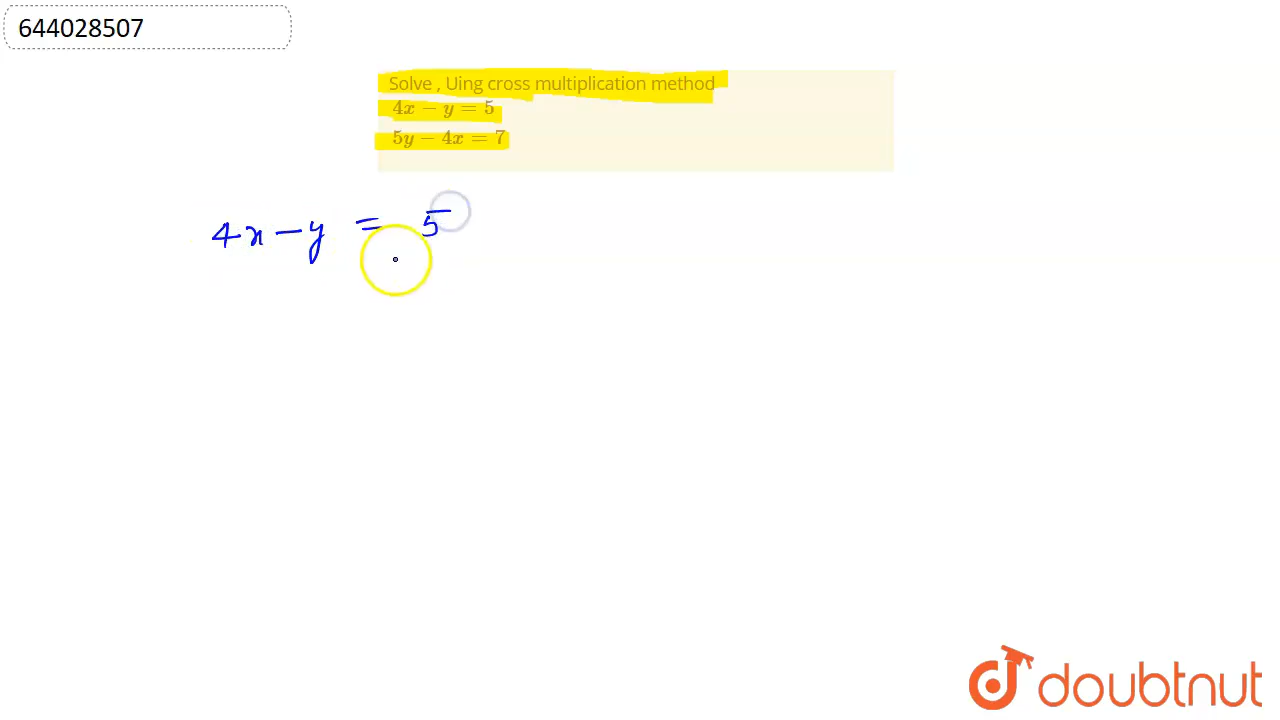 644028507
Solve , Uing cross multiplication method
4x − y = 5
5y − 4x = 7
4x − y = 5
doubtnut